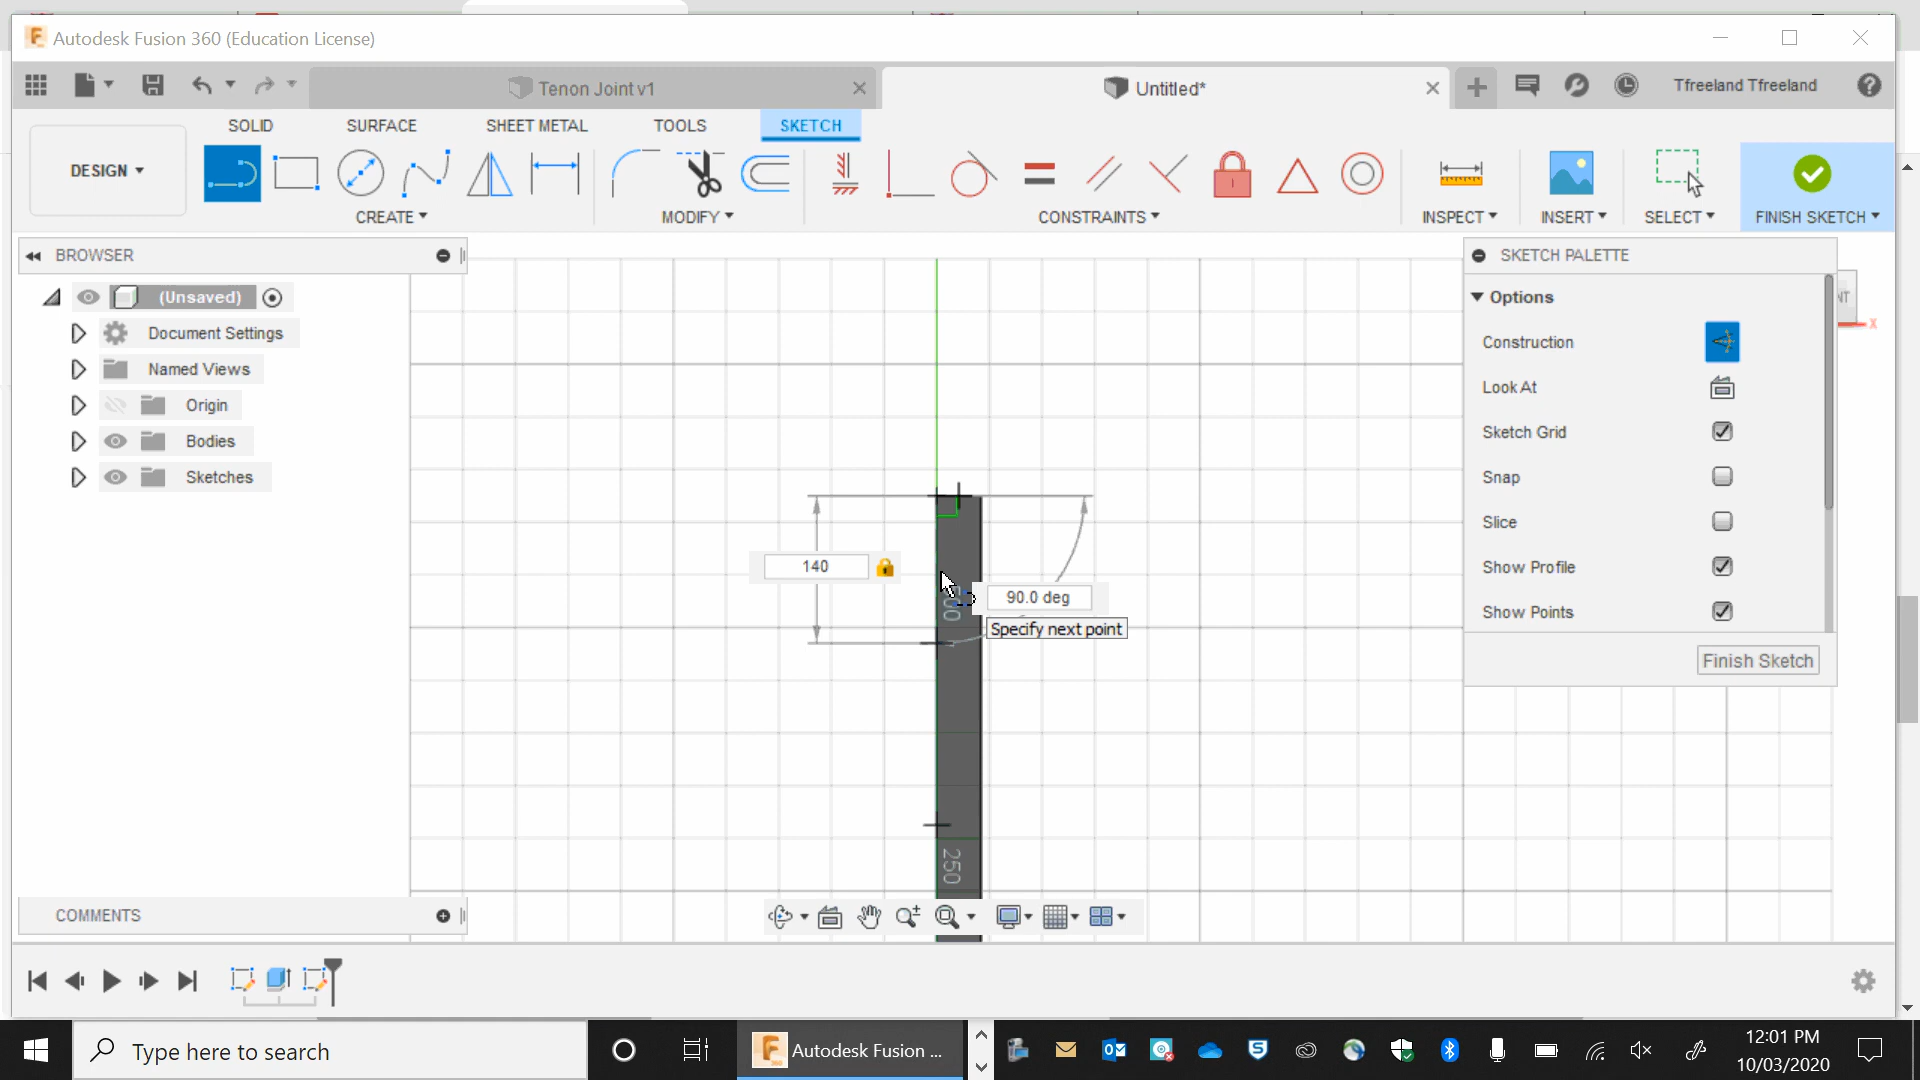 Autodesk Fusion 360 (Education License)
Tenon Joint v1
Untitled*
Tfreeland Tfreeland
SOLID
SURFACE
SHEET METAL
TOOLS
SKETCH
DESIGN
CREATE
MODIFY
CONSTRAINTS
INSPECT
INSERT
SELECT
FINISH SKETCH
BROWSER
(Unsaved)
Document Settings
Named Views
Origin
Bodies
Sketches
SKETCH PALETTE
Options
X
Construction
Look At
Sketch Grid
Snap
Slice
Show Profile
Show Points
Finish Sketch
140
90.0 deg
Specify next point
250
COMMENTS
Type here to search
Autodesk Fusion ...
12:01 PM
10/03/2020